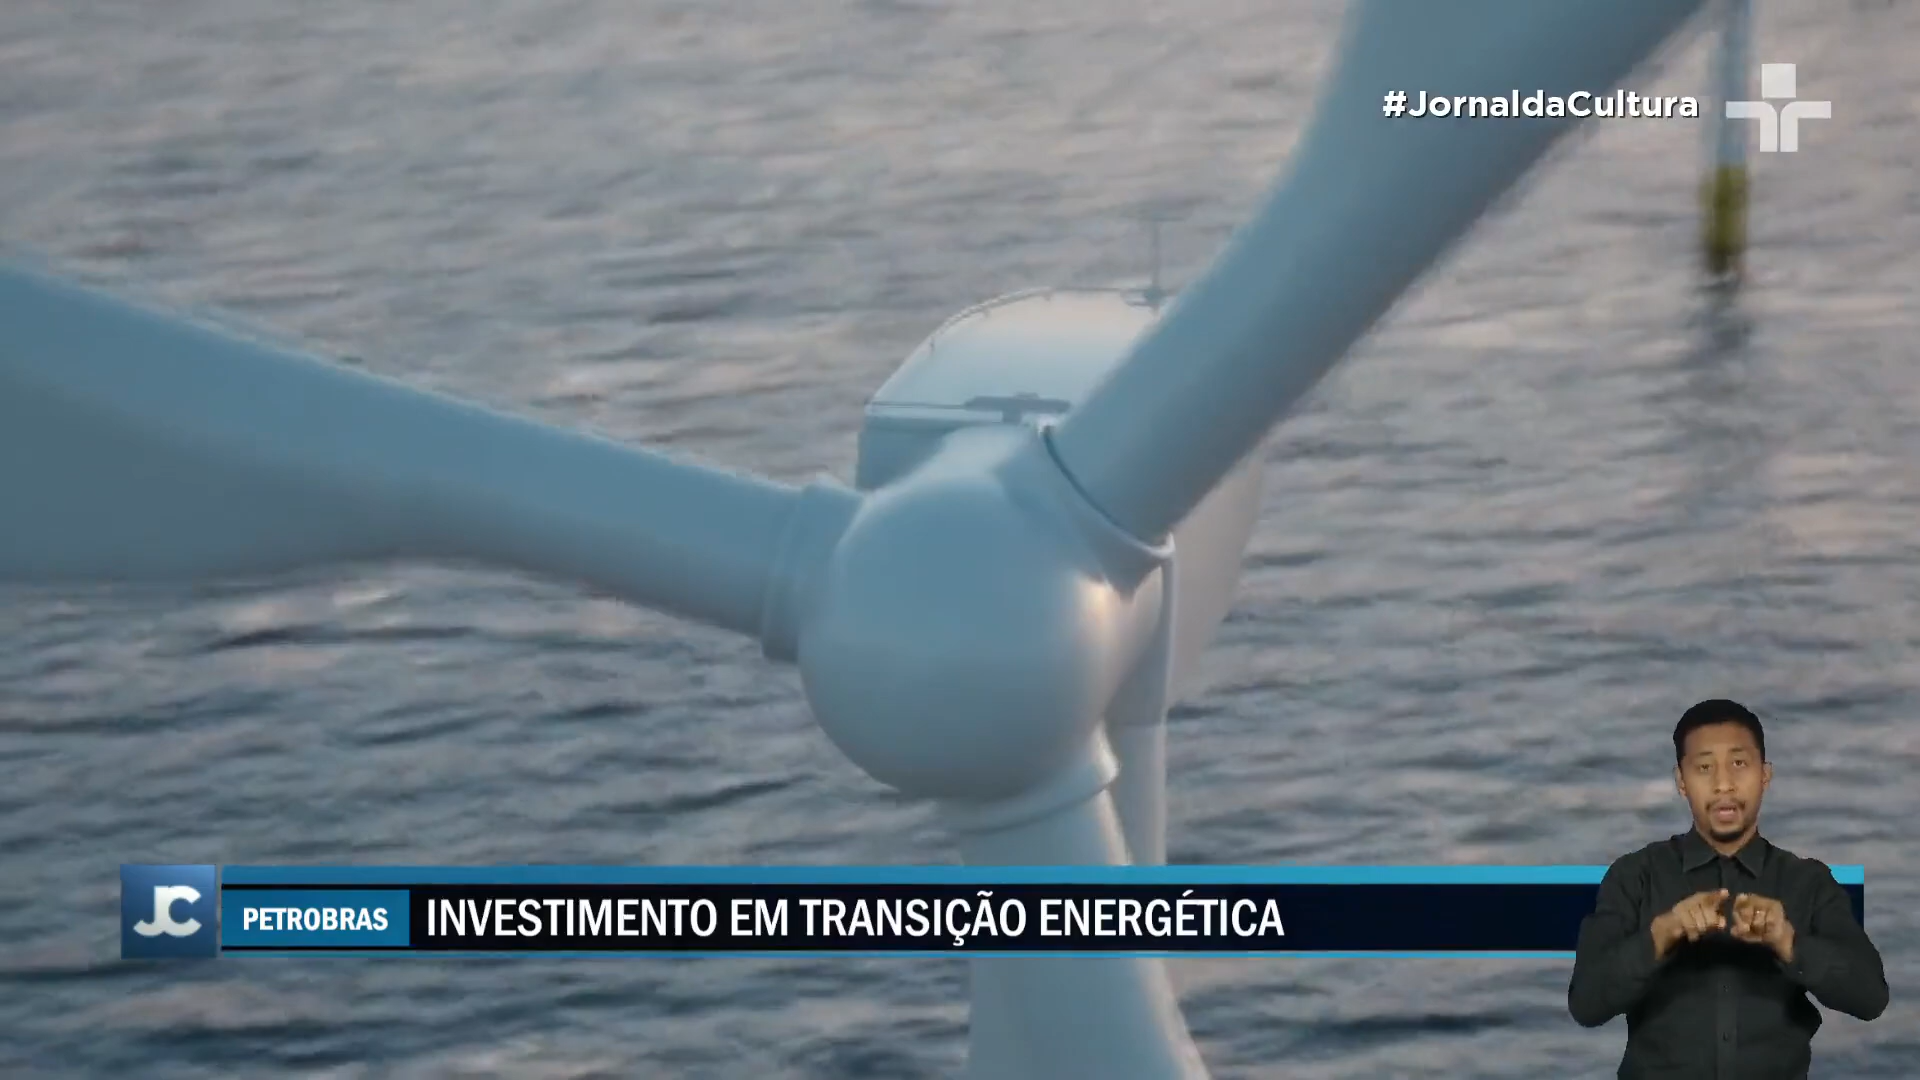 #JornaldaCultura
JC
PETROBRAS
INVESTIMENTO EM TRANSIÇÃO ENERGÉTICA